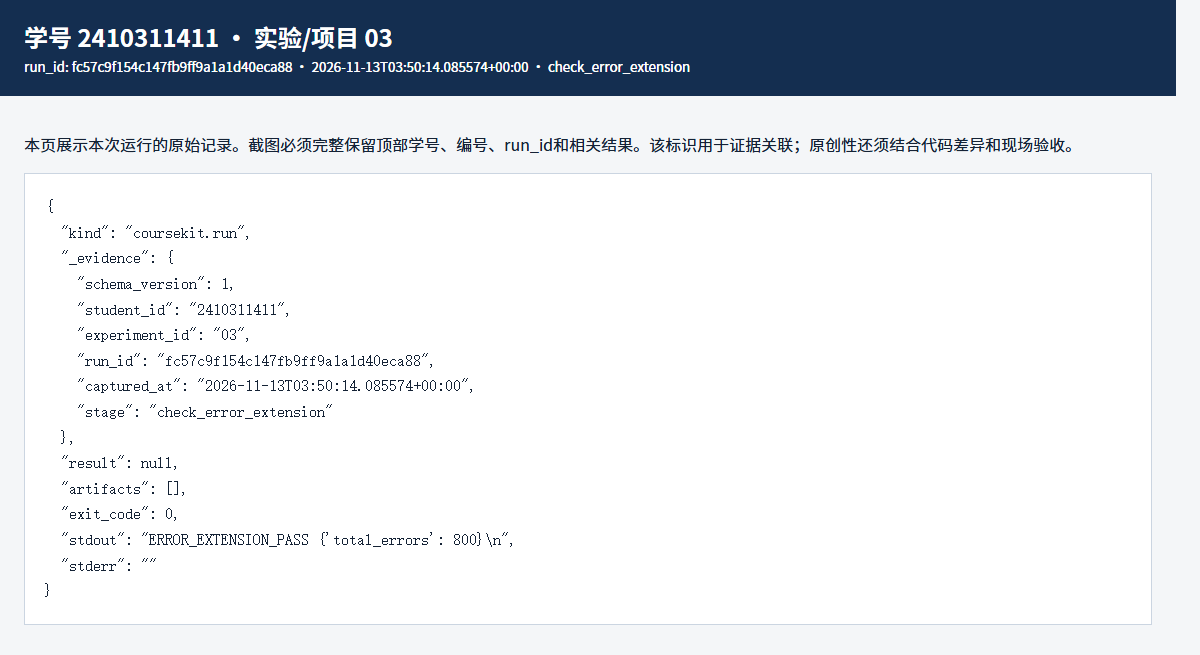 学号 2410311411 · 实验/项目 03
run_id: fc57c9f154c147fb9ff9a1a1d40eca88 · 2026-11-13T03:50:14.085574+00:00 · check_error_extension
本页展示本次运行的原始记录。截图必须完整保留顶部学号、编号、run_id和相关结果。该标识用于证据关联；原创性还须结合代码差异和现场验收。
{
  "kind": "coursekit.run",
  "_evidence": {
    "schema_version": 1,
    "student_id": "2410311411",
    "experiment_id": "03",
    "run_id": "fc57c9f154c147fb9ff9a1a1d40eca88",
    "captured_at": "2026-11-13T03:50:14.085574+00:00",
    "stage": "check_error_extension"
  },
  "result": null,
  "artifacts": [],
  "exit_code": 0,
  "stdout": "ERROR_EXTENSION_PASS {'total_errors': 800}\n",
  "stderr": ""
}